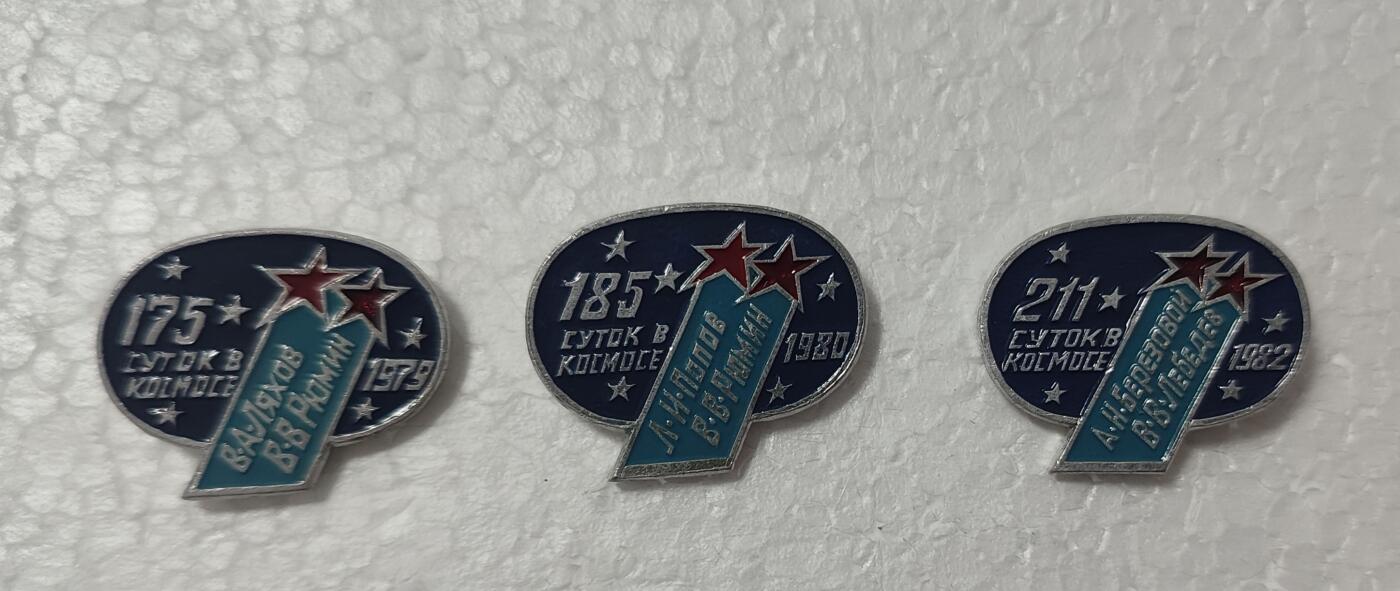 175
СУТОК В
КОСМОСЕ
1979
В·А·ЛЯХОВ
В·В·РЮМИН
185
СУТОК В
КОСМОСЕ
1980
Л·И·ПОПОВ
В·В·РЮМИН
211
СУТОК В
КОСМОСЕ
1982
А·Н·БЕРЕЗОВОЙ
В·В·ЛЕБЕДЕВ